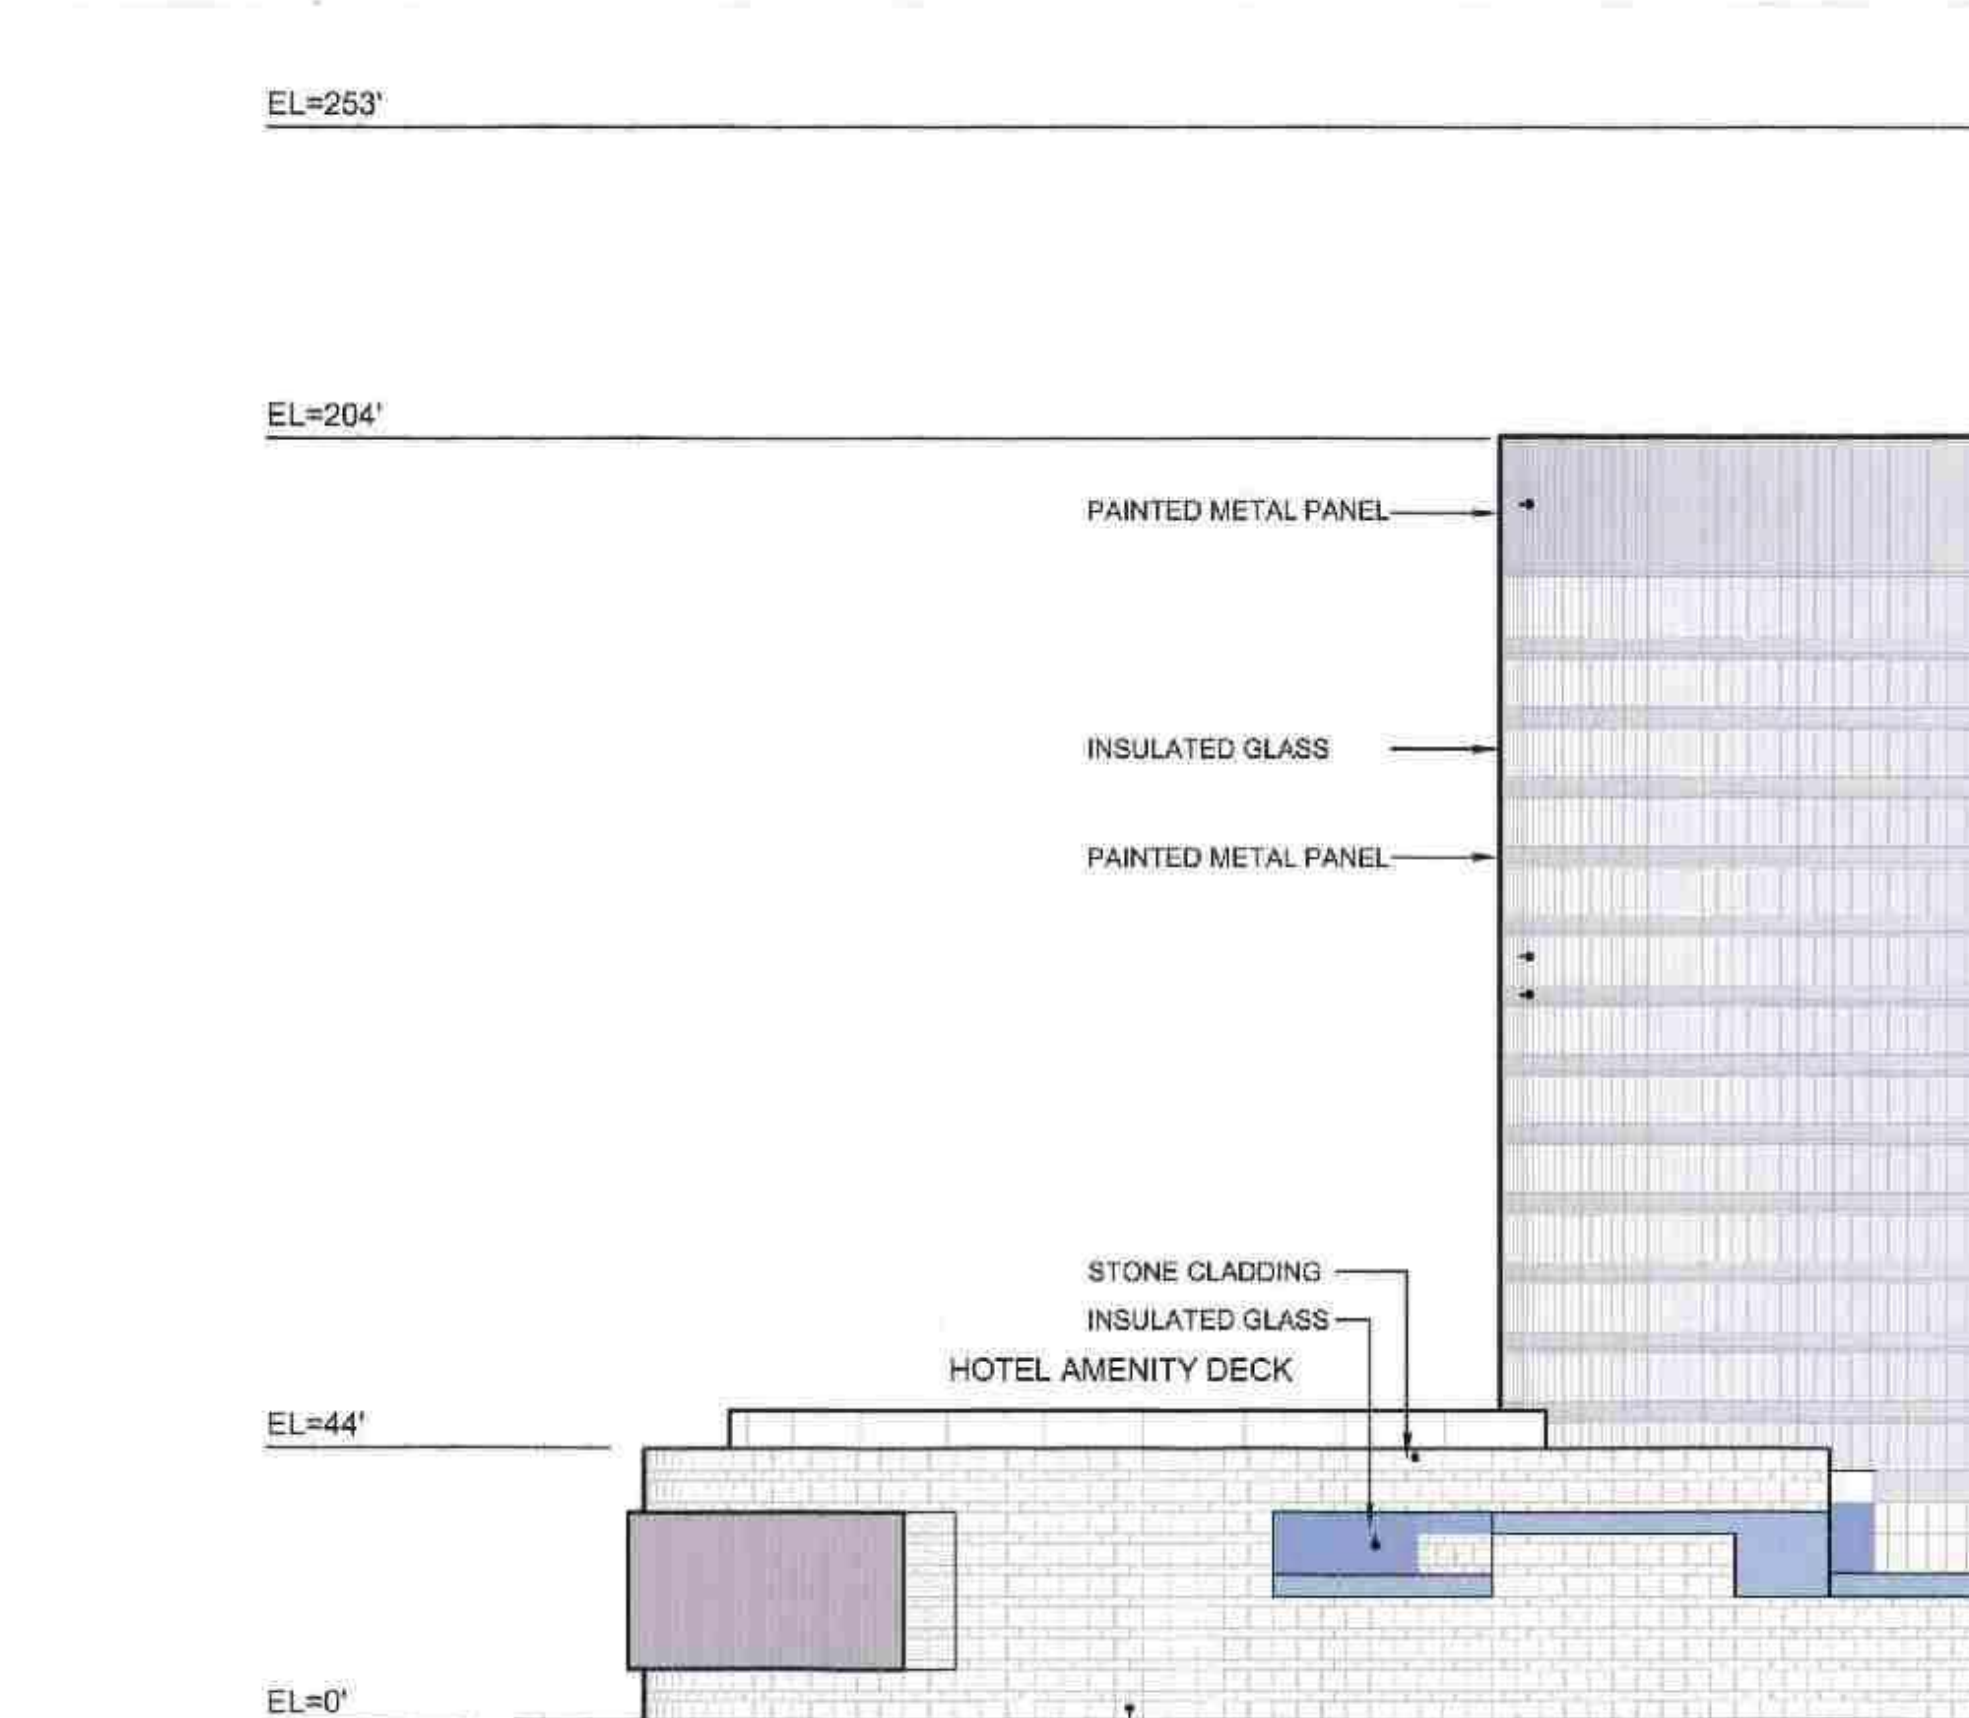 EL=253'
EL=204'
PAINTED METAL PANEL
INSULATED GLASS
PAINTED METAL PANEL
STONE CLADDING
INSULATED GLASS
HOTEL AMENITY DECK
EL=44'
EL=0'